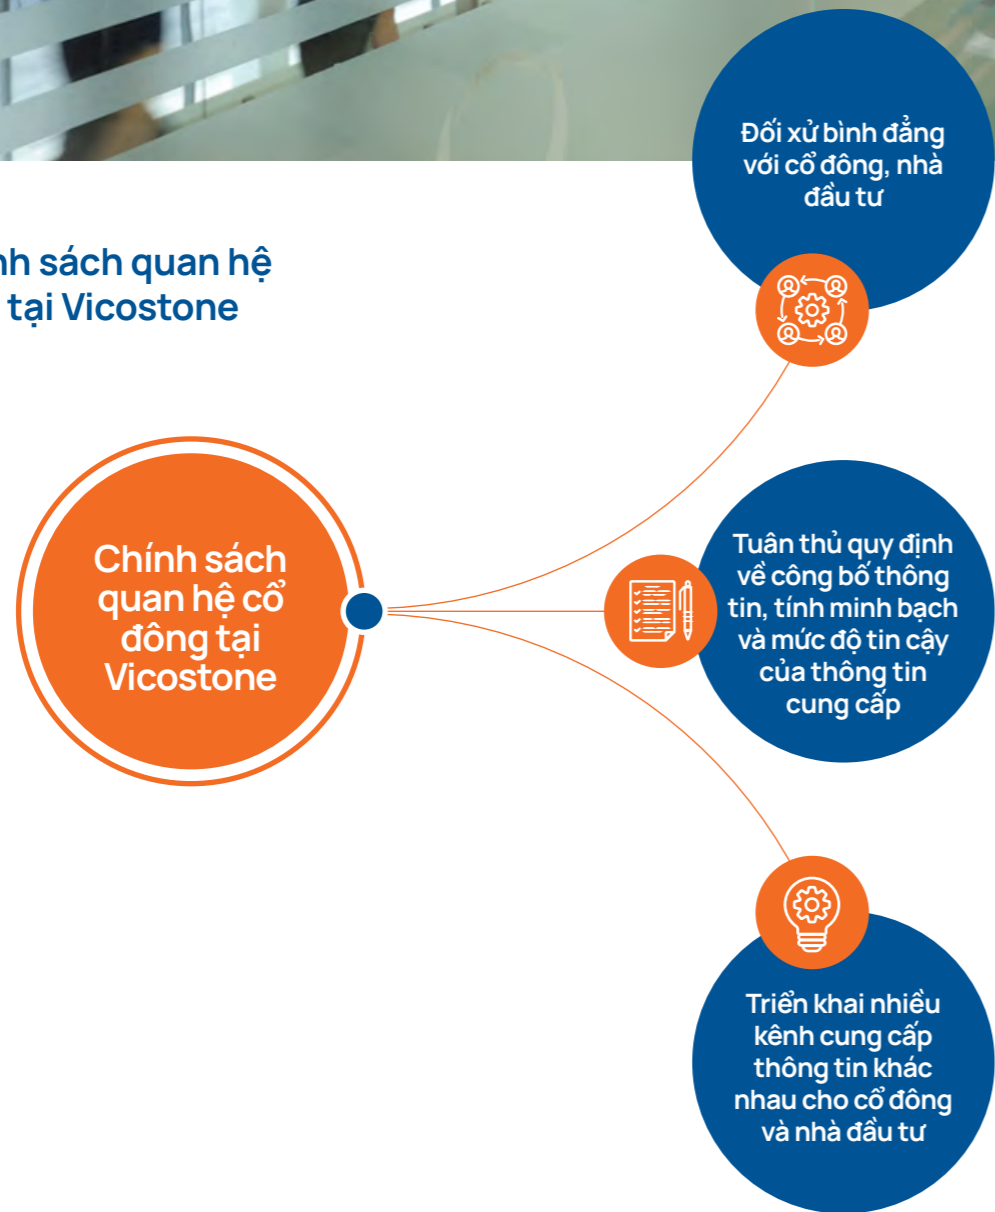 sách quan hệ
tại Vicostone
Đối xử bình đẳng
với cổ đông, nhà
đầu tư
Chính sách
quan hệ cổ
đông tại
Vicostone
Tuân thủ quy định
về công bố thông
tin, tính minh bạch
và mức độ tin cậy
của thông tin
cung cấp
Triển khai nhiều
kênh cung cấp
thông tin khác
nhau cho cổ đông
và nhà đầu tư